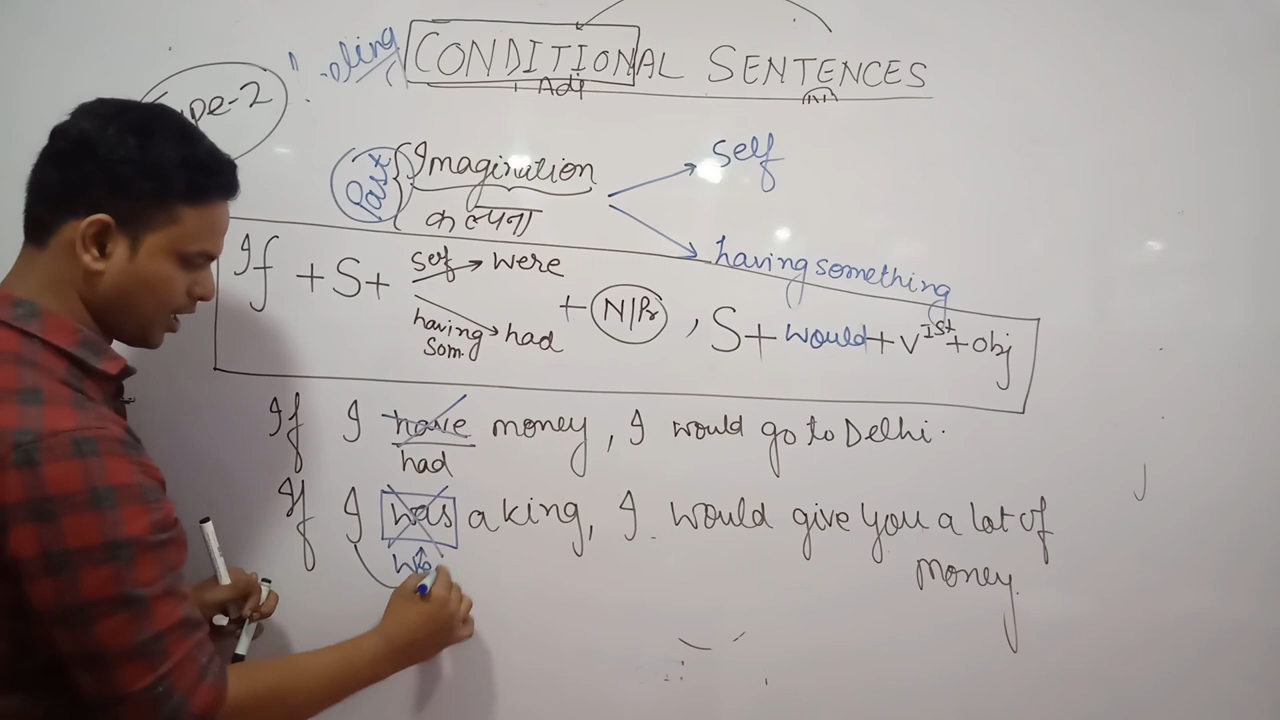 CONDITIONAL SENTENCES
Adj
(N)
Type-2
Past { Imagination
कल्पना
self
having something
If + S + self → were
having Som. → had
+ N/Pr , S + would + V Ist + obj
If I have money, I would go to Delhi.
had
If I was a king, I would give you a lot of
money.